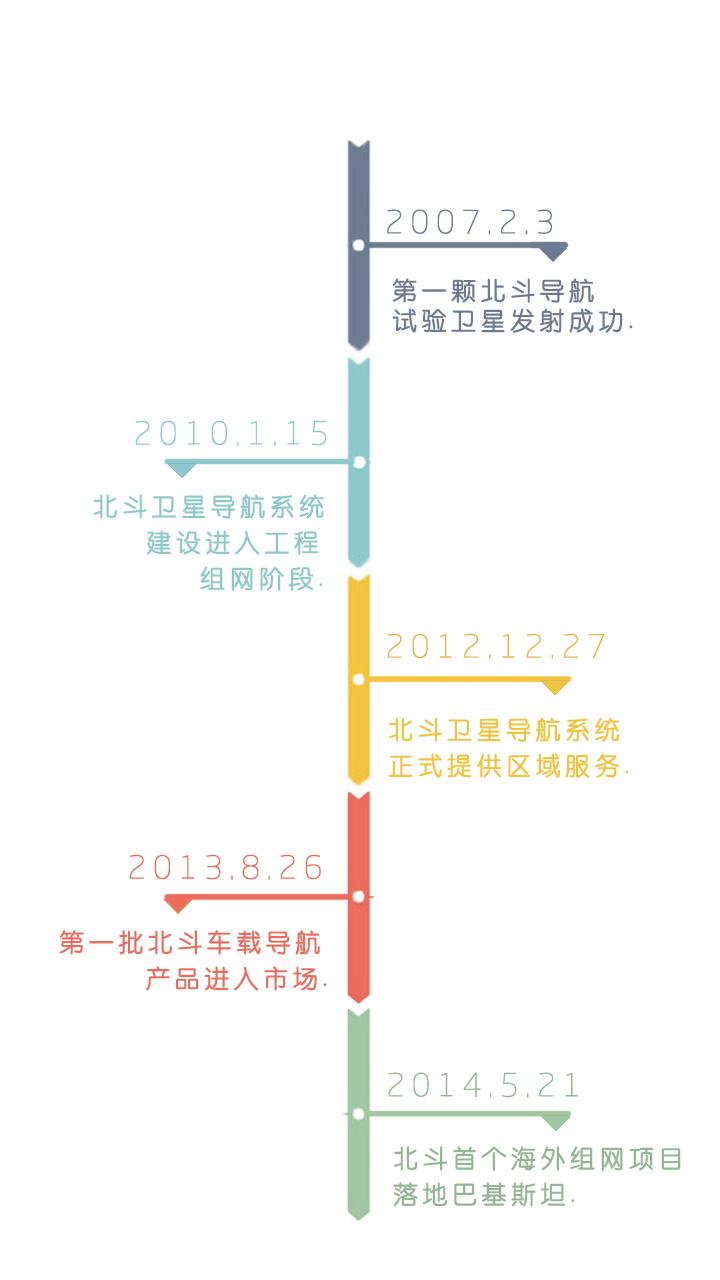 2007.2.3
第一颗北斗导航
试验卫星发射成功.
2010.1.15
北斗卫星导航系统
建设进入工程
组网阶段.
2012.12.27
北斗卫星导航系统
正式提供区域服务.
2013.8.26
第一批北斗车载导航
产品进入市场.
2014.5.21
北斗首个海外组网项目
落地巴基斯坦.